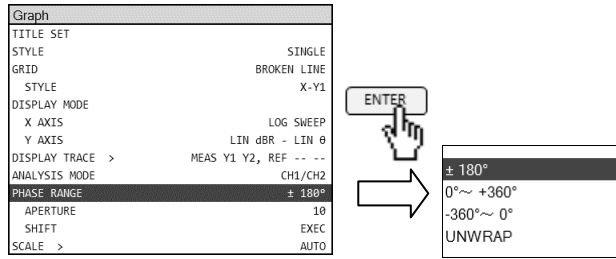 Graph
TITLE SET
STYLE SINGLE
GRID BROKEN LINE
STYLE X-Y1
DISPLAY MODE
X AXIS LOG SWEEP
Y AXIS LIN dBR - LIN θ
DISPLAY TRACE > MEAS Y1 Y2, REF -- --
ANALYSIS MODE CH1/CH2
PHASE RANGE ± 180°
APERTURE 10
SHIFT EXEC
SCALE > AUTO
ENTER
± 180°
0°～ +360°
-360°～ 0°
UNWRAP